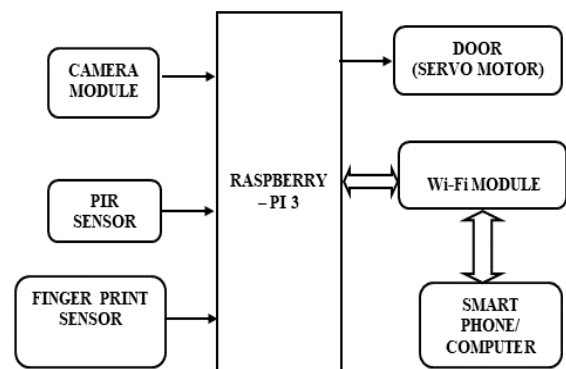 CAMERA
MODULE
PIR
SENSOR
FINGER PRINT
SENSOR
RASPBERRY
– PI 3
DOOR
(SERVO MOTOR)
Wi-Fi MODULE
SMART
PHONE/
COMPUTER